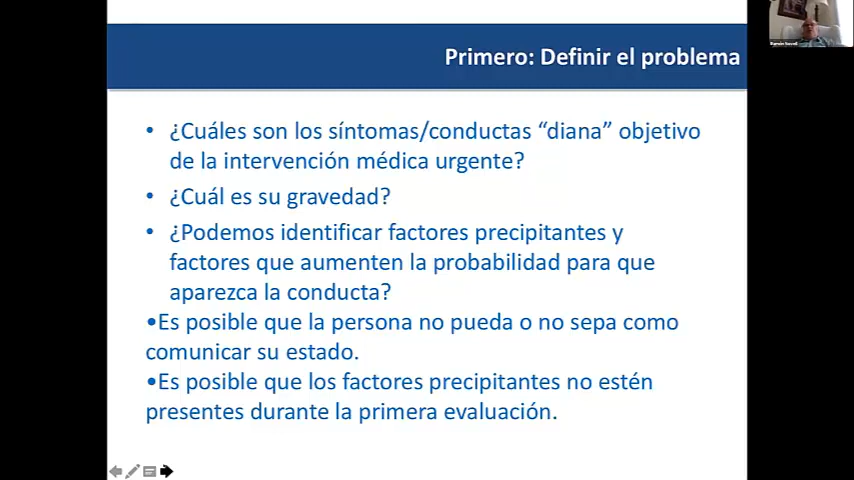 Primero: Definir el problema
• ¿Cuáles son los síntomas/conductas “diana” objetivo
de la intervención médica urgente?
• ¿Cuál es su gravedad?
• ¿Podemos identificar factores precipitantes y
factores que aumenten la probabilidad para que
aparezca la conducta?
•Es posible que la persona no pueda o no sepa como
comunicar su estado.
•Es posible que los factores precipitantes no estén
presentes durante la primera evaluación.